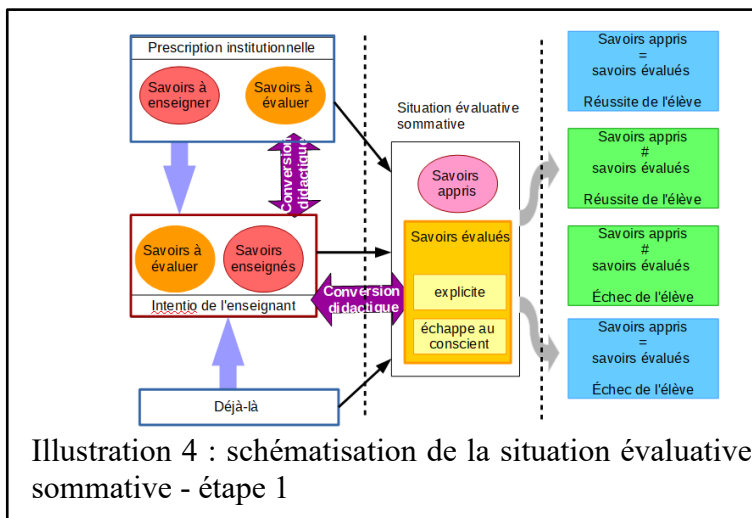 Prescription institutionnelle
Savoirs à
enseigner
Savoirs à
évaluer
Conversion
didactique
Savoirs à
évaluer
Savoirs
enseignés
Intentio de l'enseignant
Déjà-là
Situation évaluative
sommative
Savoirs
appris
Savoirs évalués
explicite
échappe au
conscient
Conversion
didactique
Savoirs appris
=
savoirs évalués
Réussite de l'élève
Savoirs appris
#
savoirs évalués
Réussite de l'élève
Savoirs appris
#
savoirs évalués
Échec de l'élève
Savoirs appris
=
savoirs évalués
Échec de l'élève
Illustration 4 : schématisation de la situation évaluative
sommative - étape 1